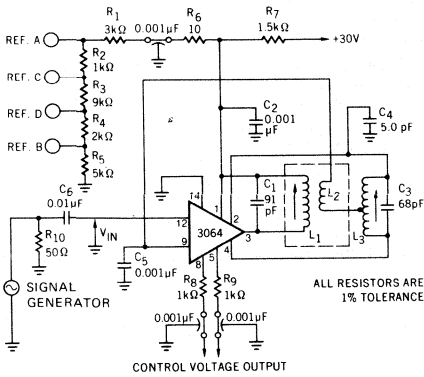 R1
3kΩ
0.001μF
R6
10
R7
1.5kΩ
+30V
REF. A
R2
1kΩ
REF. C
R3
9kΩ
REF. D
R4
2kΩ
REF. B
R5
5kΩ
C2
0.001
μF
C4
5.0 pF
C1
91
pF
L1
L2
L3
C3
68pF
C6
0.01μF
R10
50Ω
VIN
14
1
2
12
3064
3
9
4
8
5
C5
0.001μF
R8
1kΩ
R9
1kΩ
SIGNAL
GENERATOR
ALL RESISTORS ARE
1% TOLERANCE
0.001μF
0.001μF
CONTROL VOLTAGE OUTPUT